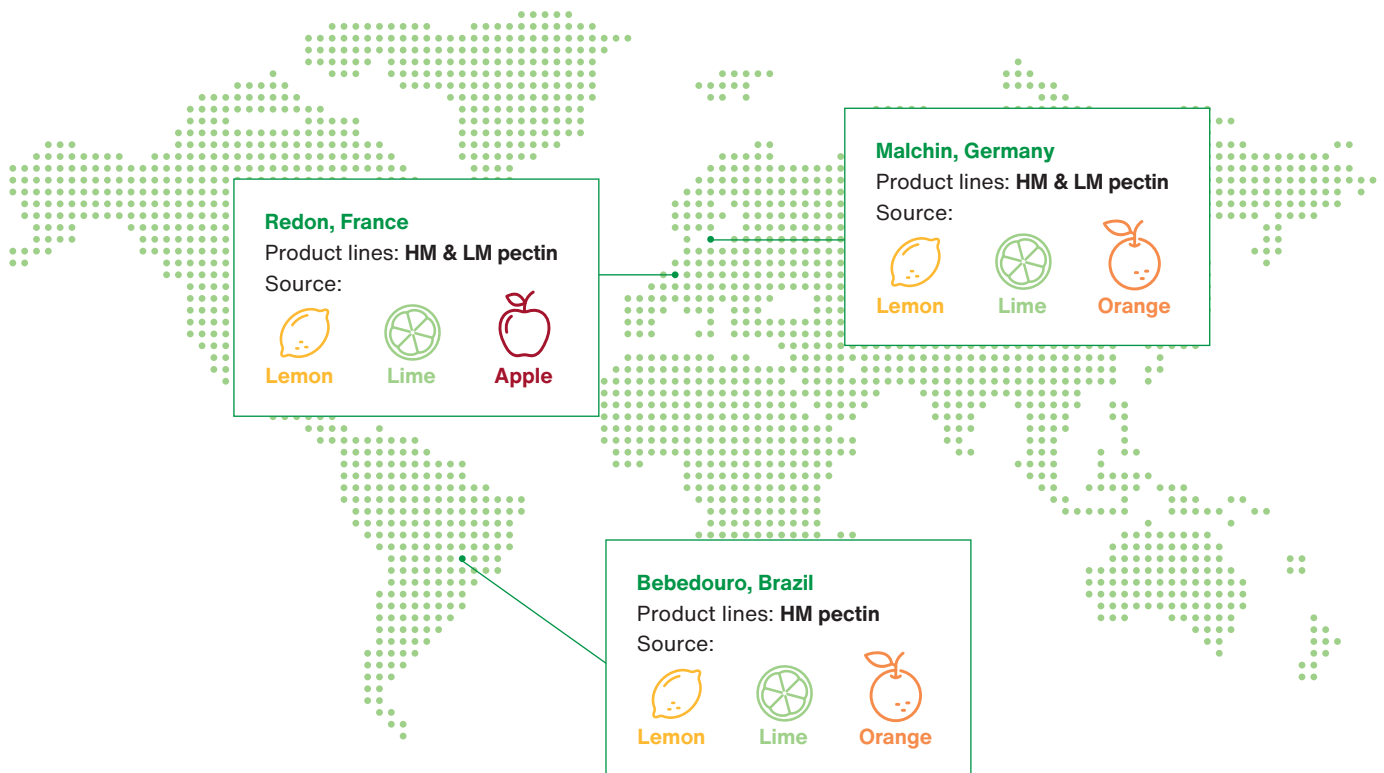 Malchin, Germany
Product lines: HM & LM pectin
Source:
Lemon Lime Orange
Redon, France
Product lines: HM & LM pectin
Source:
Lemon Lime Apple
Bebedouro, Brazil
Product lines: HM pectin
Source:
Lemon Lime Orange